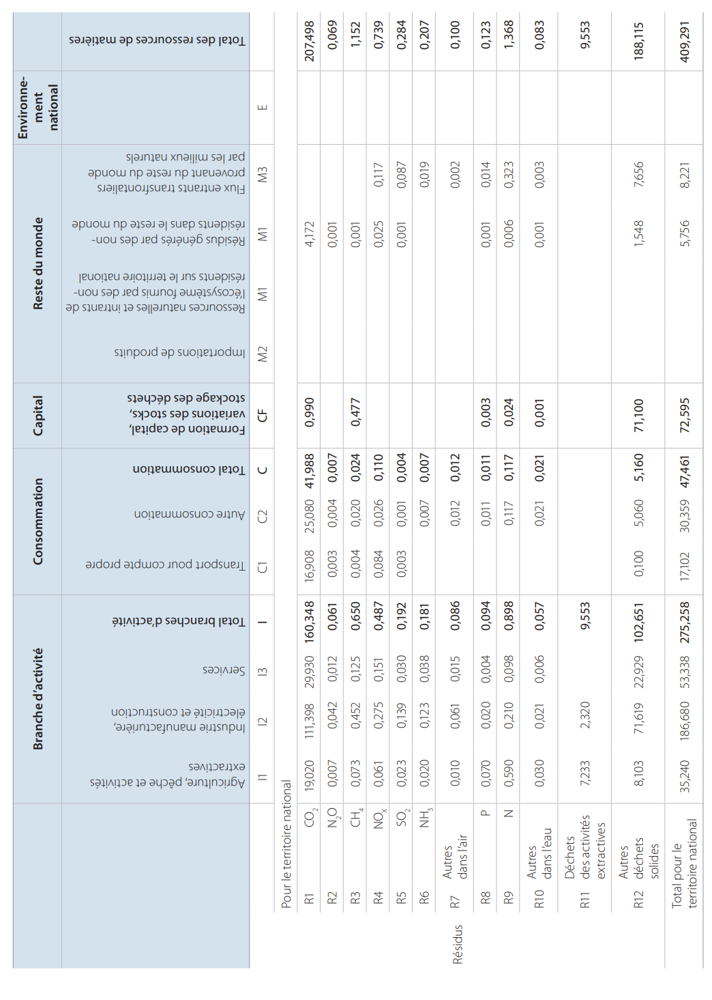 Branche d’activité Consommation Capital Reste du monde Environne-
ment
national
Agriculture, pêche et activités
extractives
Industrie manufacturière,
électricité et construction
Services
Total branches d’activité
Transport pour compte propre
Autre consommation
Total consommation
Formation de capital,
variations des stocks,
stockage des déchets
Importations de produits
Ressources naturelles et intrants de
l’écosystème fournis par des non-
résidents sur le territoire national
Résidus générés par des non-
résidents dans le reste du monde
Flux entrants transfrontaliers
provenant du reste du monde
par les milieux naturels
Total des ressources de matières
I1 I2 I3 I C1 C2 C CF M2 M1 M1 M3 E
Pour le territoire national
R1 CO2 19,020 111,398 29,930 160,348 16,908 25,080 41,988 0,990 4,172 207,498
R2 N2O 0,007 0,042 0,012 0,061 0,003 0,004 0,007 0,001 0,069
R3 CH4 0,073 0,452 0,125 0,650 0,004 0,020 0,024 0,477 0,001 1,152
R4 NOX 0,061 0,275 0,151 0,487 0,084 0,026 0,110 0,025 0,117 0,739
R5 SO2 0,023 0,139 0,030 0,192 0,003 0,001 0,004 0,001 0,087 0,284
R6 NH3 0,020 0,123 0,038 0,181 0,007 0,007 0,019 0,207
Résidus R7 Autres
dans l’air 0,010 0,061 0,015 0,086 0,012 0,012 0,002 0,100
R8 P 0,070 0,020 0,004 0,094 0,011 0,011 0,003 0,001 0,014 0,123
R9 N 0,590 0,210 0,098 0,898 0,117 0,117 0,024 0,006 0,323 1,368
R10 Autres
dans l’eau 0,030 0,021 0,006 0,057 0,021 0,021 0,001 0,001 0,003 0,083
Déchets
R11 des activités 7,233 2,320 9,553 9,553
extractives
Autres
R12 déchets 8,103 71,619 22,929 102,651 0,100 5,060 5,160 71,100 1,548 7,656 188,115
solides
Total pour le
territoire national 35,240 186,680 53,338 275,258 17,102 30,359 47,461 72,595 5,756 8,221 409,291